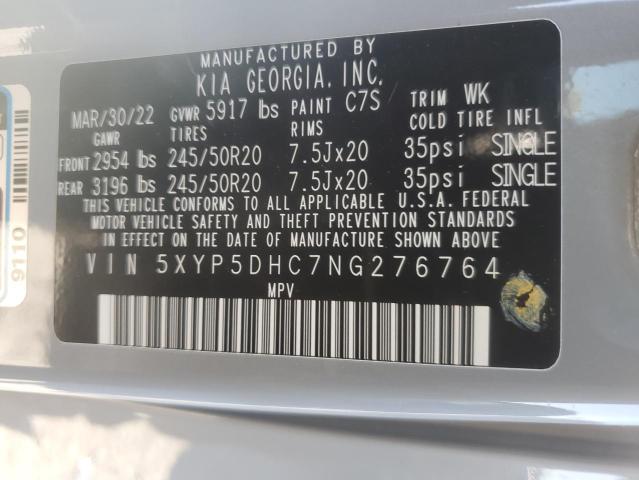 MANUFACTURED BY
KIA GEORGIA, INC.
MAR/30/22 GVWR 5917 lbs PAINT C7S TRIM WK
GAWR TIRES RIMS COLD TIRE INFL
FRONT 2954 lbs 245/50R20 7.5Jx20 35psi SINGLE
REAR 3196 lbs 245/50R20 7.5Jx20 35psi SINGLE
THIS VEHICLE CONFORMS TO ALL APPLICABLE U.S.A. FEDERAL
MOTOR VEHICLE SAFETY AND THEFT PREVENTION STANDARDS
IN EFFECT ON THE DATE OF MANUFACTURE SHOWN ABOVE.
VIN 5XYP5DHC7NG276764
MPV
9110